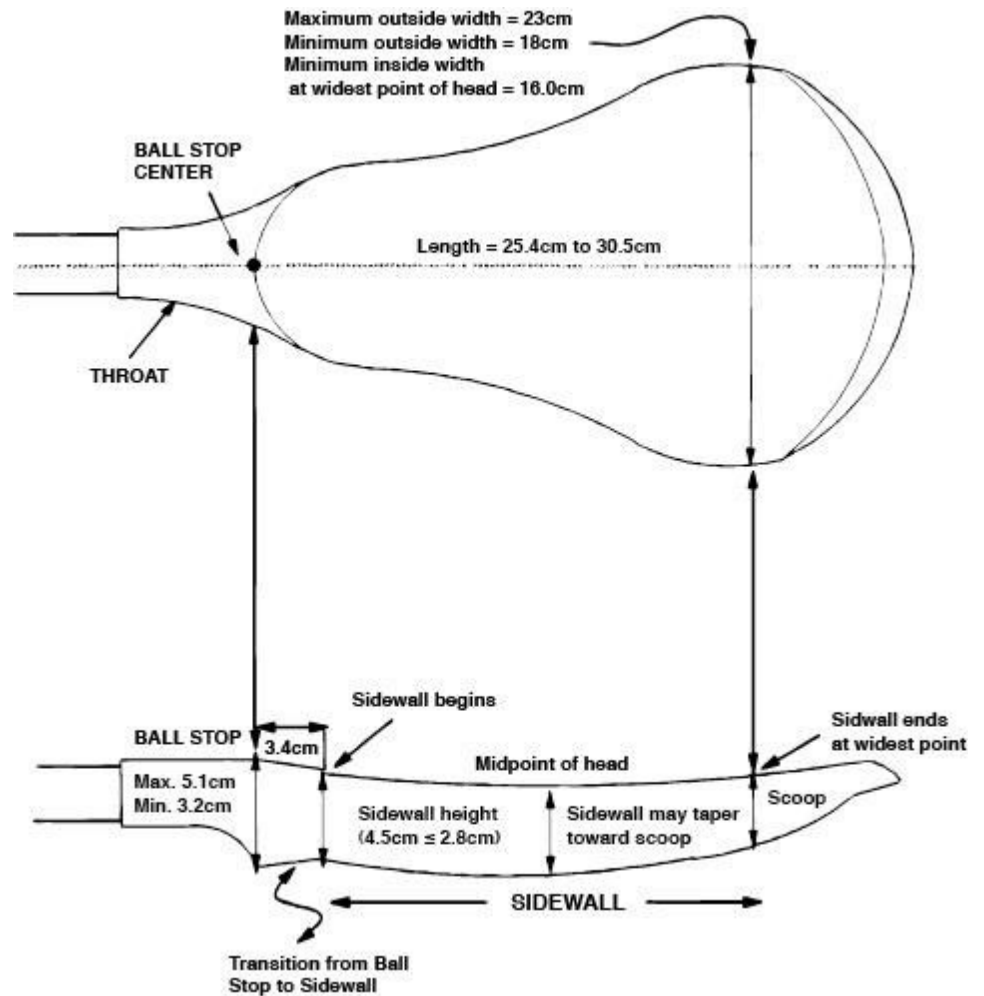 Maximum outside width = 23cm
Minimum outside width = 18cm
Minimum inside width
at widest point of head = 16.0cm
BALL STOP
CENTER
Length = 25.4cm to 30.5cm
THROAT
Sidewall begins
BALL STOP
3.4cm
Sidwall ends
at widest point
Midpoint of head
Max. 5.1cm
Min. 3.2cm
Sidewall height
(4.5cm ≤ 2.8cm)
Sidewall may taper
toward scoop
Scoop
SIDEWALL
Transition from Ball
Stop to Sidewall